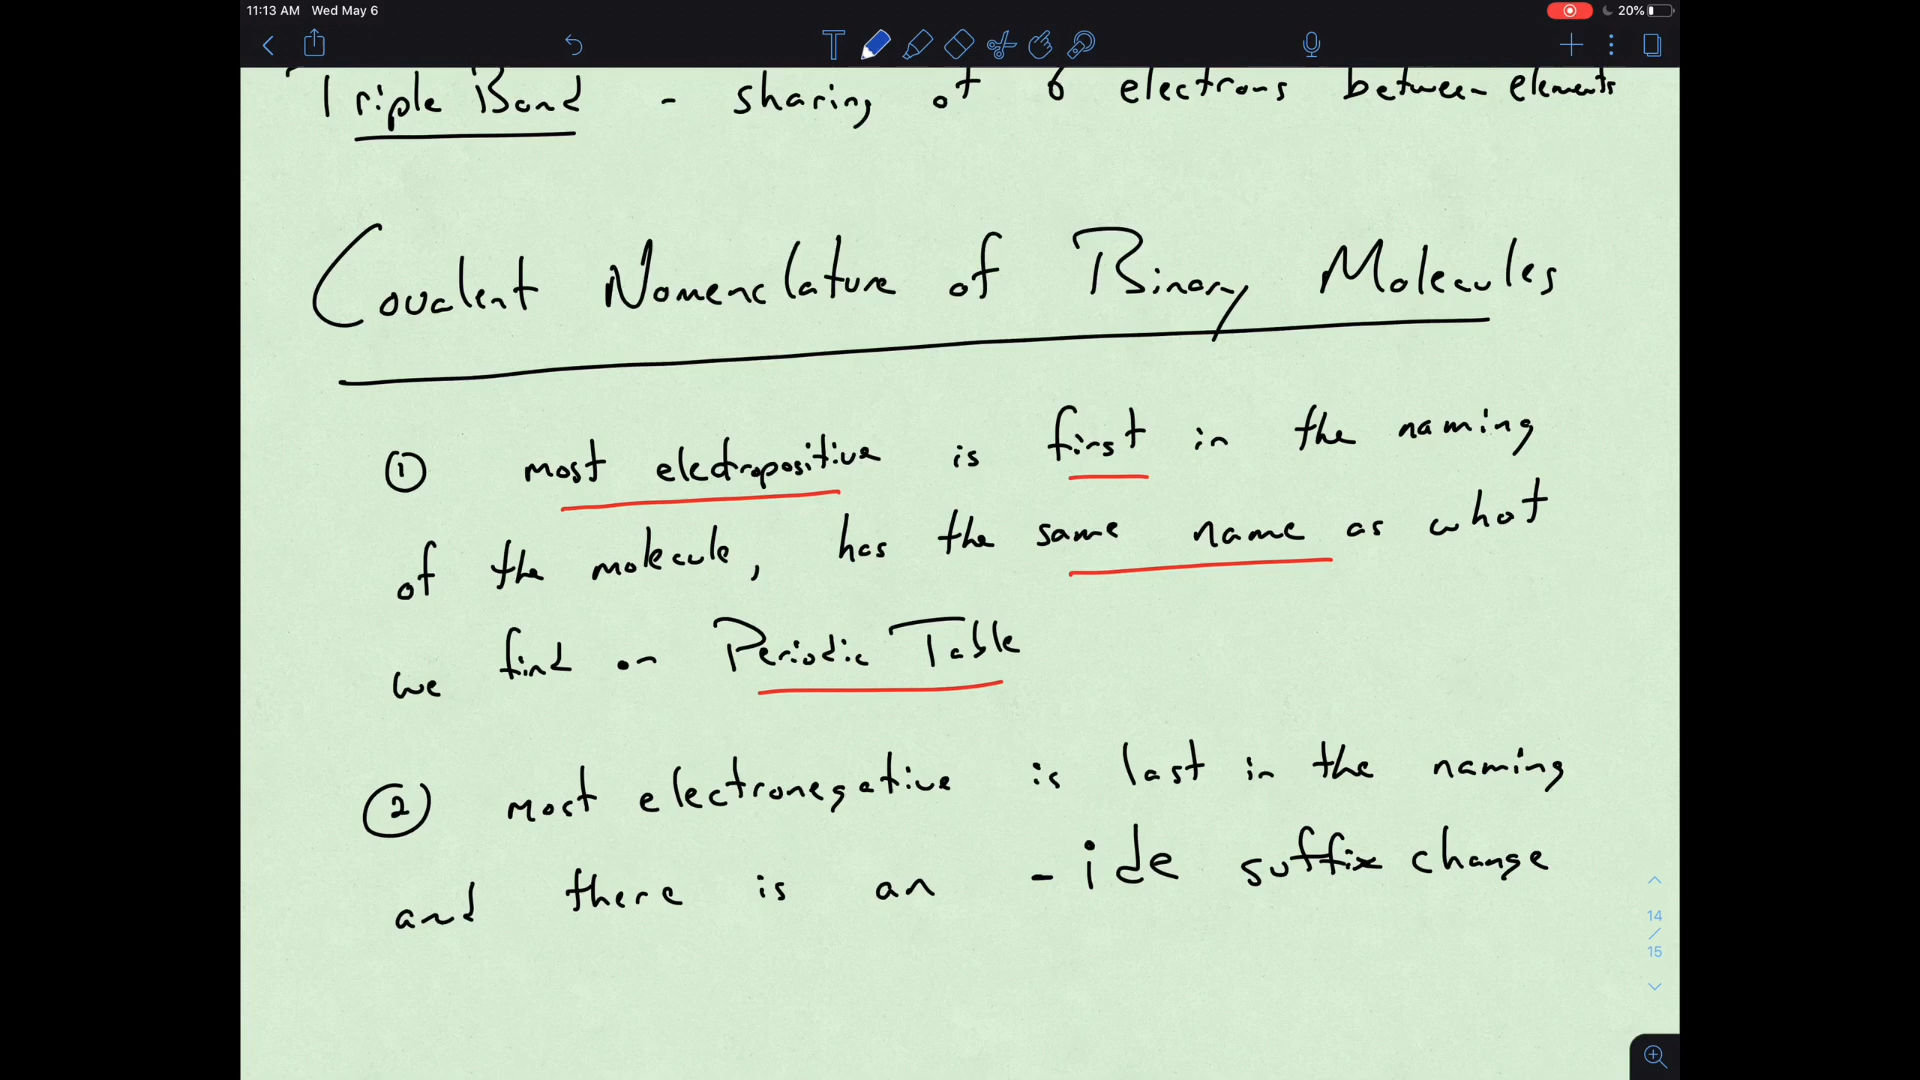 11:13 AM Wed May 6
20%
T
Triple Bond - sharing of 6 electrons between elements
Covalent Nomenclature of Binary Molecules
① most electropositive is first in the naming
of the molecule, has the same name as what
we find on Periodic Table
② most electronegative is last in the naming
and there is an -ide suffix change
14
/
15